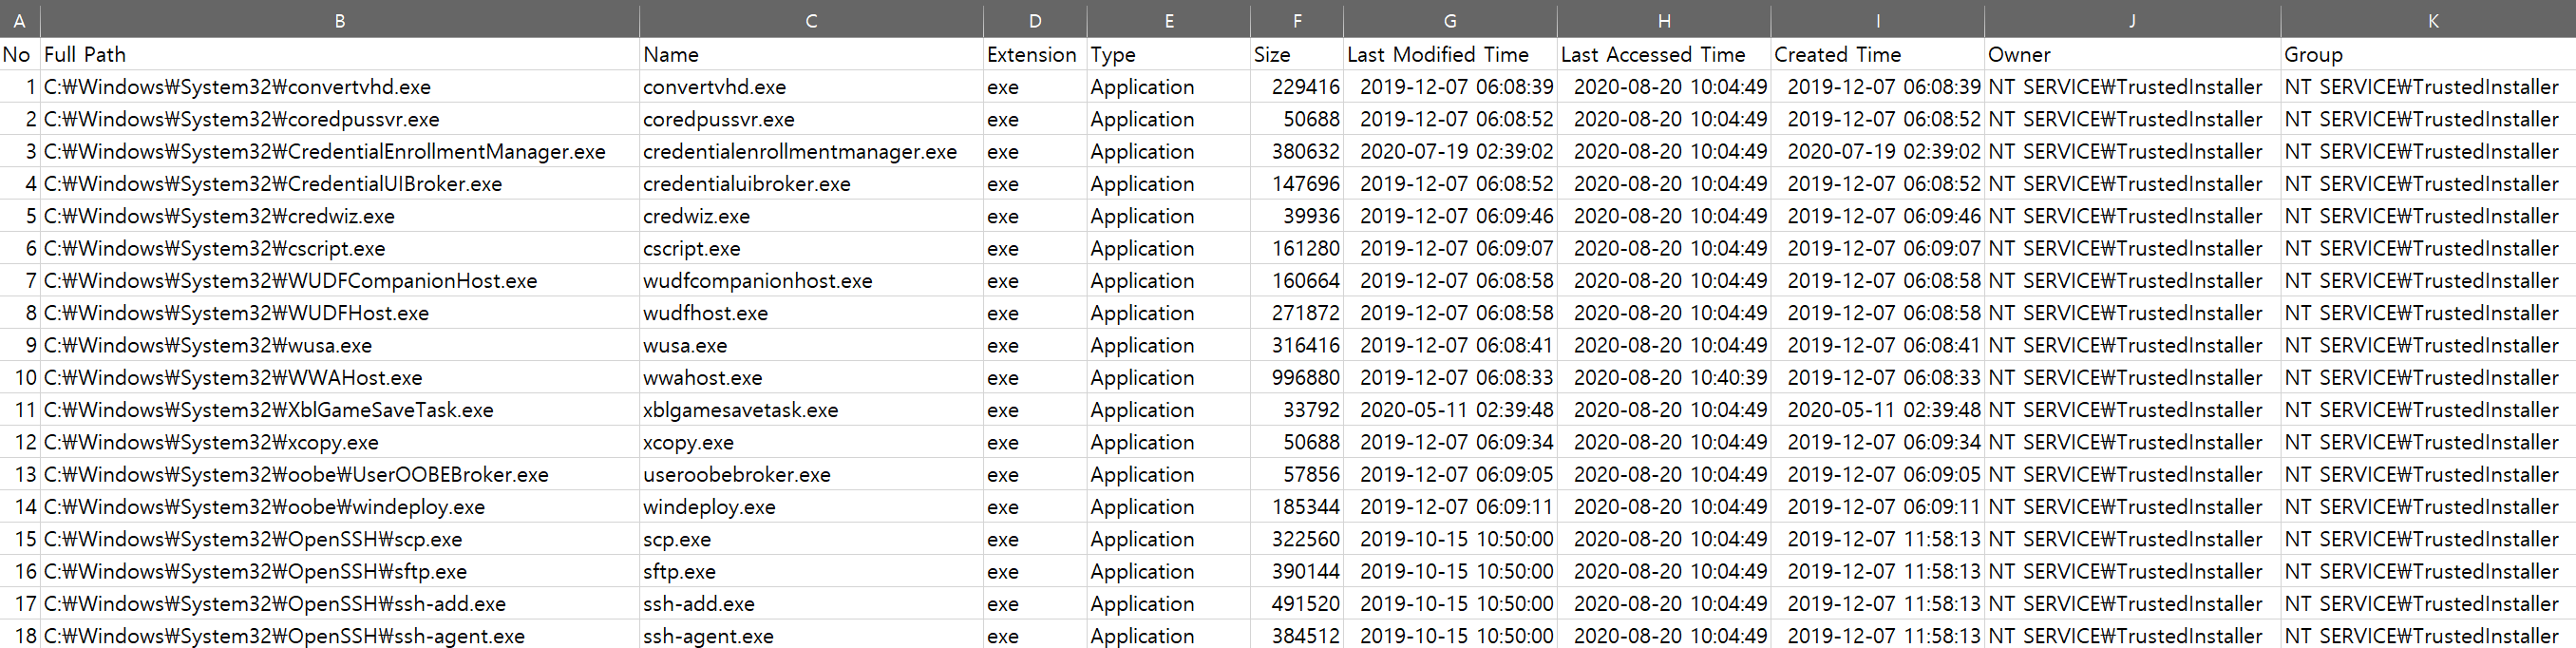 A B C D E F G H I J K
No Full Path Name Extension Type Size Last Modified Time Last Accessed Time Created Time Owner Group
1 C:₩Windows₩System32₩convertvhd.exe convertvhd.exe exe Application 229416 2019-12-07 06:08:39 2020-08-20 10:04:49 2019-12-07 06:08:39 NT SERVICE₩TrustedInstaller NT SERVICE₩TrustedInstaller
2 C:₩Windows₩System32₩coredpussvr.exe coredpussvr.exe exe Application 50688 2019-12-07 06:08:52 2020-08-20 10:04:49 2019-12-07 06:08:52 NT SERVICE₩TrustedInstaller NT SERVICE₩TrustedInstaller
3 C:₩Windows₩System32₩CredentialEnrollmentManager.exe credentialenrollmentmanager.exe exe Application 380632 2020-07-19 02:39:02 2020-08-20 10:04:49 2020-07-19 02:39:02 NT SERVICE₩TrustedInstaller NT SERVICE₩TrustedInstaller
4 C:₩Windows₩System32₩CredentialUIBroker.exe credentialuibroker.exe exe Application 147696 2019-12-07 06:08:52 2020-08-20 10:04:49 2019-12-07 06:08:52 NT SERVICE₩TrustedInstaller NT SERVICE₩TrustedInstaller
5 C:₩Windows₩System32₩credwiz.exe credwiz.exe exe Application 39936 2019-12-07 06:09:46 2020-08-20 10:04:49 2019-12-07 06:09:46 NT SERVICE₩TrustedInstaller NT SERVICE₩TrustedInstaller
6 C:₩Windows₩System32₩cscript.exe cscript.exe exe Application 161280 2019-12-07 06:09:07 2020-08-20 10:04:49 2019-12-07 06:09:07 NT SERVICE₩TrustedInstaller NT SERVICE₩TrustedInstaller
7 C:₩Windows₩System32₩WUDFCompanionHost.exe wudfcompanionhost.exe exe Application 160664 2019-12-07 06:08:58 2020-08-20 10:04:49 2019-12-07 06:08:58 NT SERVICE₩TrustedInstaller NT SERVICE₩TrustedInstaller
8 C:₩Windows₩System32₩WUDFHost.exe wudfhost.exe exe Application 271872 2019-12-07 06:08:58 2020-08-20 10:04:49 2019-12-07 06:08:58 NT SERVICE₩TrustedInstaller NT SERVICE₩TrustedInstaller
9 C:₩Windows₩System32₩wusa.exe wusa.exe exe Application 316416 2019-12-07 06:08:41 2020-08-20 10:04:49 2019-12-07 06:08:41 NT SERVICE₩TrustedInstaller NT SERVICE₩TrustedInstaller
10 C:₩Windows₩System32₩WWAHost.exe wwahost.exe exe Application 996880 2019-12-07 06:08:33 2020-08-20 10:40:39 2019-12-07 06:08:33 NT SERVICE₩TrustedInstaller NT SERVICE₩TrustedInstaller
11 C:₩Windows₩System32₩XblGameSaveTask.exe xblgamesavetask.exe exe Application 33792 2020-05-11 02:39:48 2020-08-20 10:04:49 2020-05-11 02:39:48 NT SERVICE₩TrustedInstaller NT SERVICE₩TrustedInstaller
12 C:₩Windows₩System32₩xcopy.exe xcopy.exe exe Application 50688 2019-12-07 06:09:34 2020-08-20 10:04:49 2019-12-07 06:09:34 NT SERVICE₩TrustedInstaller NT SERVICE₩TrustedInstaller
13 C:₩Windows₩System32₩oobe₩UserOOBEBroker.exe useroobebroker.exe exe Application 57856 2019-12-07 06:09:05 2020-08-20 10:04:49 2019-12-07 06:09:05 NT SERVICE₩TrustedInstaller NT SERVICE₩TrustedInstaller
14 C:₩Windows₩System32₩oobe₩windeploy.exe windeploy.exe exe Application 185344 2019-12-07 06:09:11 2020-08-20 10:04:49 2019-12-07 06:09:11 NT SERVICE₩TrustedInstaller NT SERVICE₩TrustedInstaller
15 C:₩Windows₩System32₩OpenSSH₩scp.exe scp.exe exe Application 322560 2019-10-15 10:50:00 2020-08-20 10:04:49 2019-12-07 11:58:13 NT SERVICE₩TrustedInstaller NT SERVICE₩TrustedInstaller
16 C:₩Windows₩System32₩OpenSSH₩sftp.exe sftp.exe exe Application 390144 2019-10-15 10:50:00 2020-08-20 10:04:49 2019-12-07 11:58:13 NT SERVICE₩TrustedInstaller NT SERVICE₩TrustedInstaller
17 C:₩Windows₩System32₩OpenSSH₩ssh-add.exe ssh-add.exe exe Application 491520 2019-10-15 10:50:00 2020-08-20 10:04:49 2019-12-07 11:58:13 NT SERVICE₩TrustedInstaller NT SERVICE₩TrustedInstaller
18 C:₩Windows₩System32₩OpenSSH₩ssh-agent.exe ssh-agent.exe exe Application 384512 2019-10-15 10:50:00 2020-08-20 10:04:49 2019-12-07 11:58:13 NT SERVICE₩TrustedInstaller NT SERVICE₩TrustedInstaller